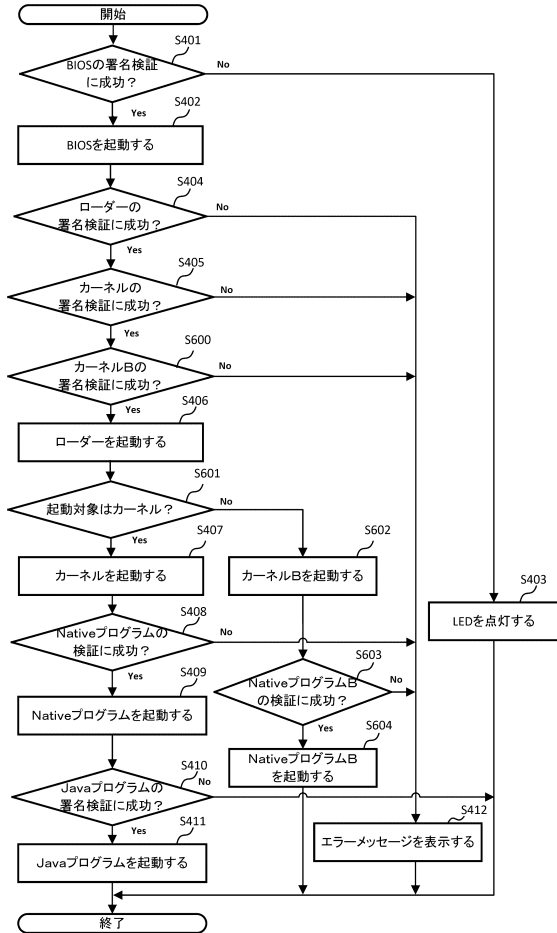 開始
S401
BIOSの署名検証
に成功？
No
Yes
S402
BIOSを起動する
S404
ローダーの
署名検証に成功？
No
Yes
S405
カーネルの
署名検証に成功？
No
Yes
S600
カーネルBの
署名検証に成功？
No
Yes
S406
ローダーを起動する
S601
起動対象はカーネル？
No
Yes
S407
カーネルを起動する
S602
カーネルBを起動する
S403
LEDを点灯する
S408
Nativeプログラムの
検証に成功？
No
Yes
S603
NativeプログラムB
の検証に成功？
No
Yes
S409
Nativeプログラムを起動する
S604
NativeプログラムB
を起動する
S410
Javaプログラムの
署名検証に成功？
No
Yes
S412
エラーメッセージを表示する
S411
Javaプログラムを起動する
終了